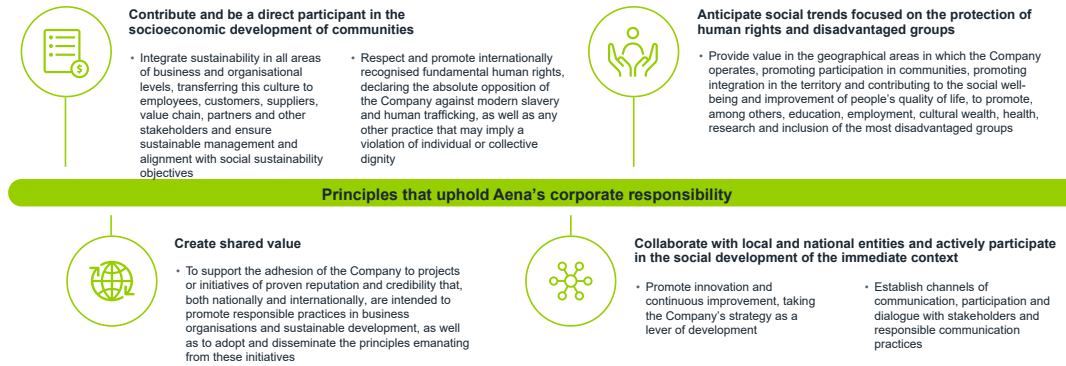 Contribute and be a direct participant in the
socioeconomic development of communities
• Integrate sustainability in all areas
of business and organisational
levels, transferring this culture to
employees, customers, suppliers,
value chain, partners and other
stakeholders and ensure
sustainable management and
alignment with social sustainability
objectives
• Respect and promote internationally
recognised fundamental human rights,
declaring the absolute opposition of
the Company against modern slavery
and human trafficking, as well as any
other practice that may imply a
violation of individual or collective
dignity
Anticipate social trends focused on the protection of
human rights and disadvantaged groups
• Provide value in the geographical areas in which the Company
operates, promoting participation in communities, promoting
integration in the territory and contributing to the social well-
being and improvement of people's quality of life, to promote,
among others, education, employment, cultural wealth, health,
research and inclusion of the most disadvantaged groups
$
Principles that uphold Aena's corporate responsibility
Create shared value
• To support the adhesion of the Company to projects
or initiatives of proven reputation and credibility that,
both nationally and internationally, are intended to
promote responsible practices in business
organisations and sustainable development, as well
as to adopt and disseminate the principles emanating
from these initiatives
Collaborate with local and national entities and actively participate
in the social development of the immediate context
• Promote innovation and
continuous improvement, taking
the Company's strategy as a
lever of development
• Establish channels of
communication, participation and
dialogue with stakeholders and
responsible communication
practices